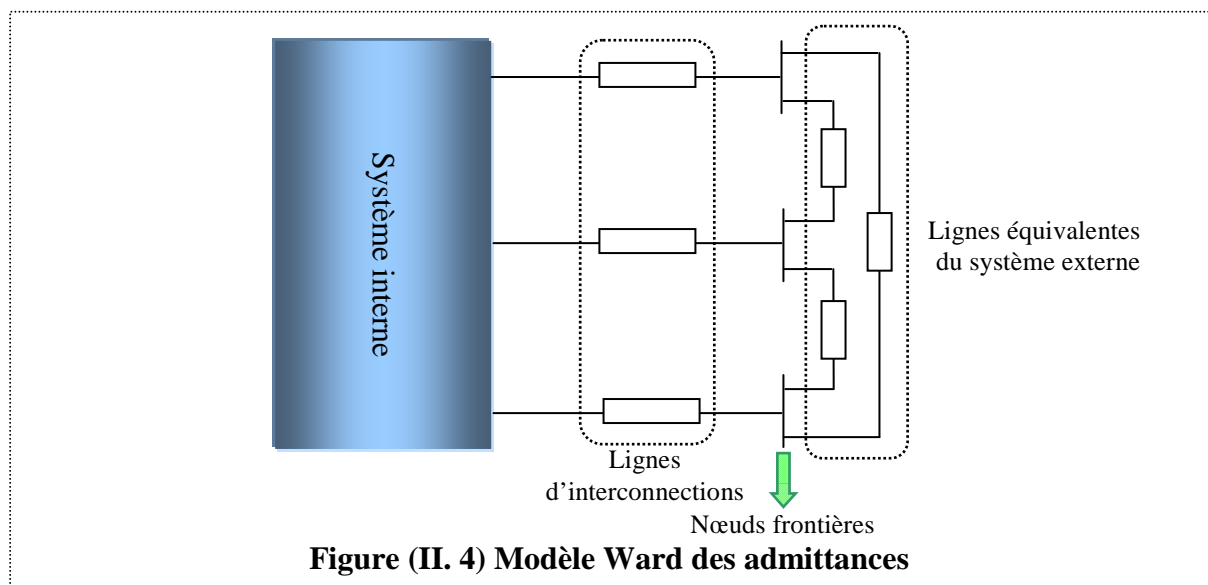 Système interne
Lignes équivalentes
du système externe
Lignes
d’interconnections
Nœuds frontières
Figure (II. 4) Modèle Ward des admittances